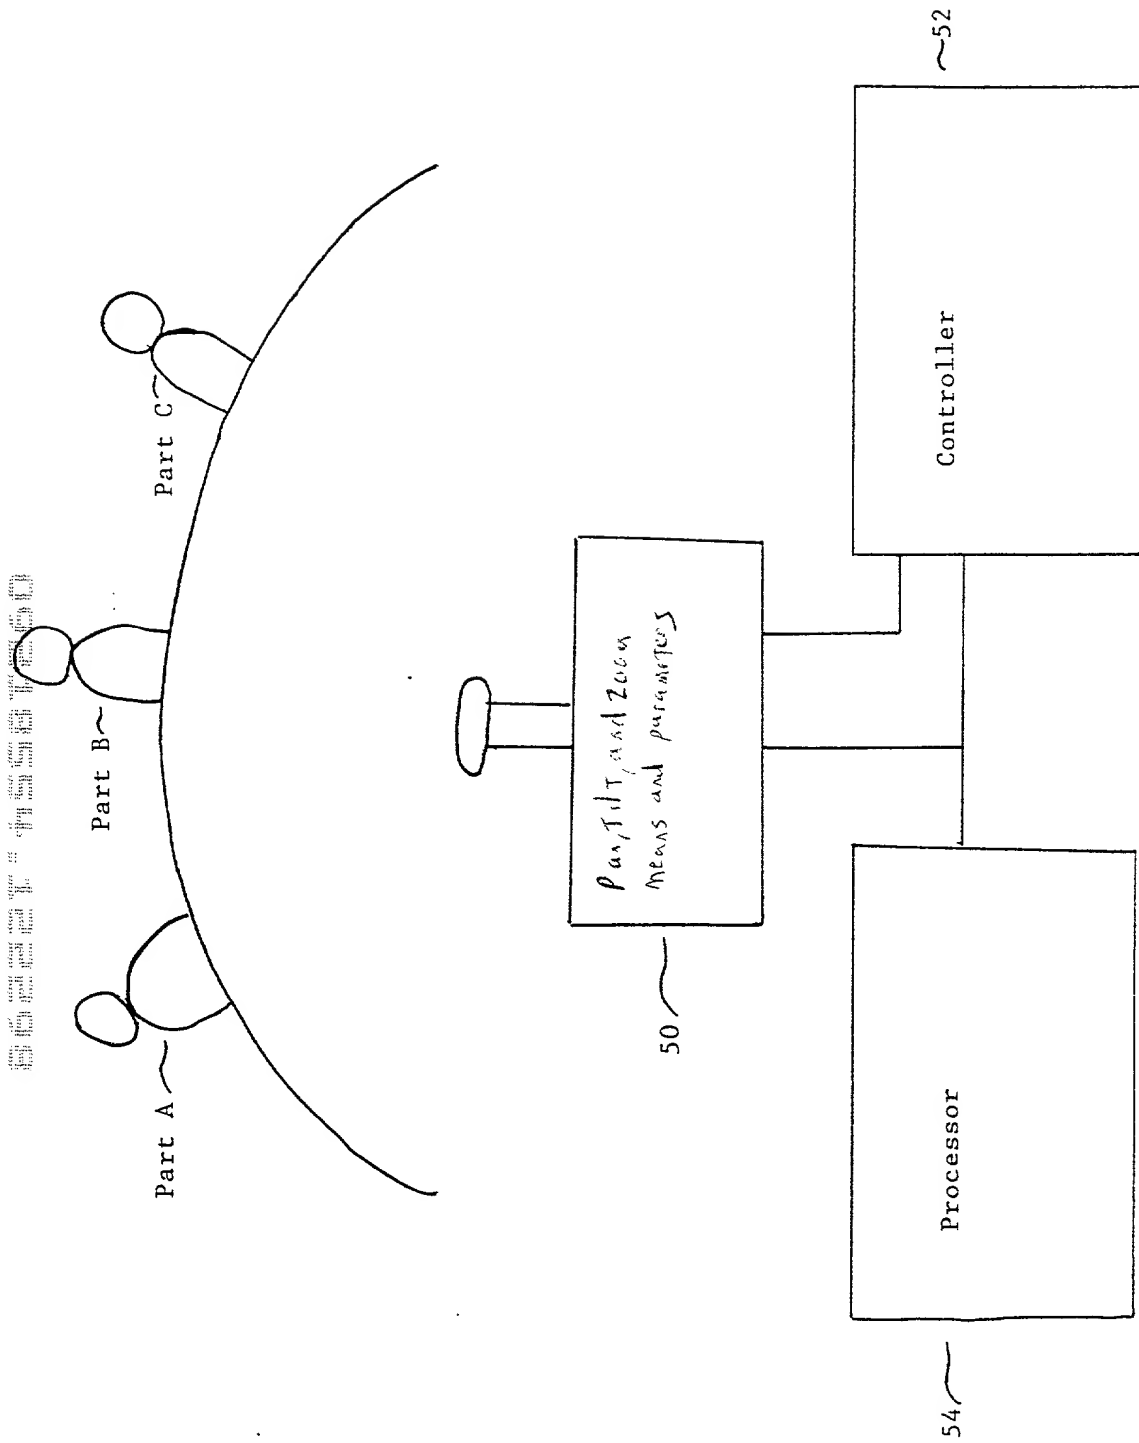 Part A
Part B
Part C
50
Pan, Tilt, and zoom
means and parameters
54
Processor
Controller
52